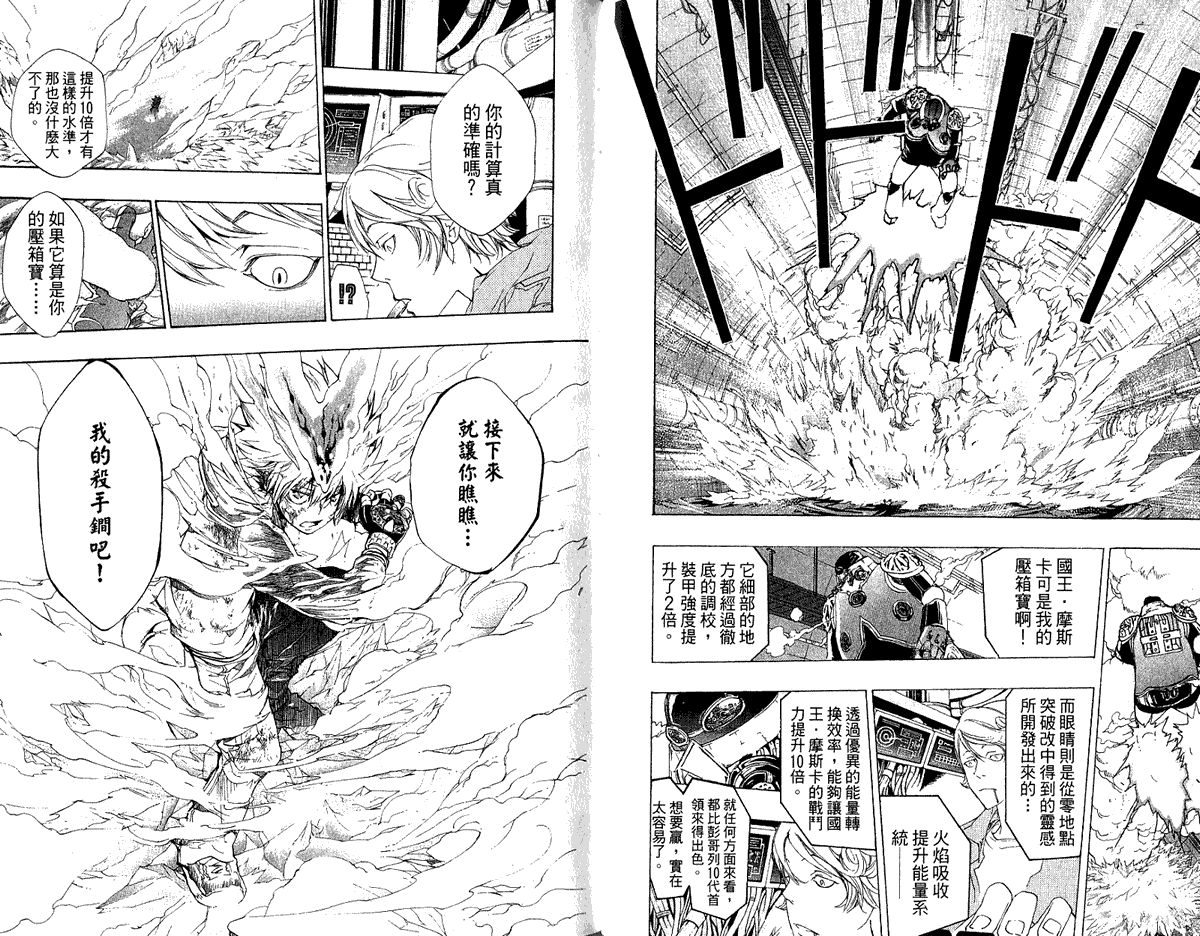 ドドドド
國王．摩斯
卡可是我的
壓箱寶啊！
它細部的地
方都經過徹
底的調校，
裝甲強度提
升了2倍。
而眼睛則是從零地點
突破改中得到的靈感
所開發出來的…
火焰吸收
提升能量系
統——
透過優異的能量轉
換效率，能夠讓國
王．摩斯卡的戰鬥
力提升10倍。
就任何方面來看，
都比彭哥列10代首
領來得出色。
想要贏，實在
太容易了。
你的計算真
的準確嗎？
!?
提升10倍才有
這樣的水準，
那也沒什麼大
不了的。
如果它算是你
的壓箱寶……
接下來
就讓你瞧瞧…
我的殺手鐧吧！